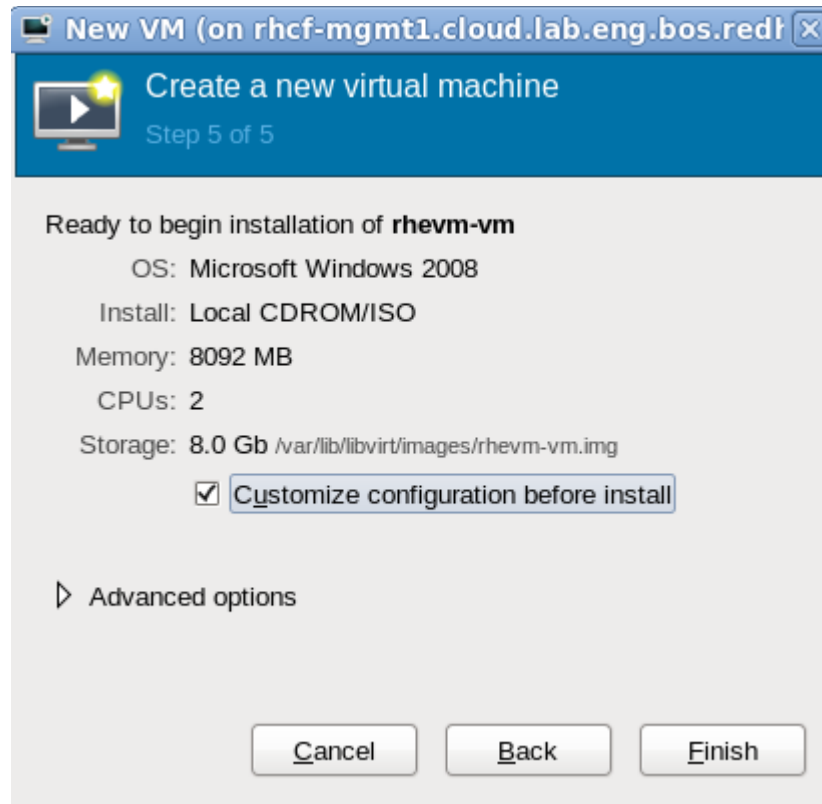 New VM (on rhcf-mgmt1.cloud.lab.eng.bos.redh
Create a new virtual machine
Step 5 of 5
Ready to begin installation of rhevm-vm
OS: Microsoft Windows 2008
Install: Local CDROM/ISO
Memory: 8092 MB
CPUs: 2
Storage: 8.0 Gb /var/lib/libvirt/images/rhevm-vm.img
Customize configuration before install
Advanced options
Cancel Back Finish